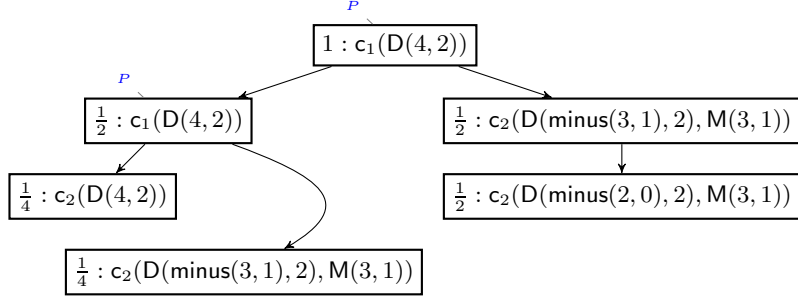 P
1 : c₁(D(4, 2))
P
½ : c₁(D(4, 2))
½ : c₂(D(minus(3, 1), 2), M(3, 1))
¼ : c₂(D(4, 2))
½ : c₂(D(minus(2, 0), 2), M(3, 1))
¼ : c₂(D(minus(3, 1), 2), M(3, 1))